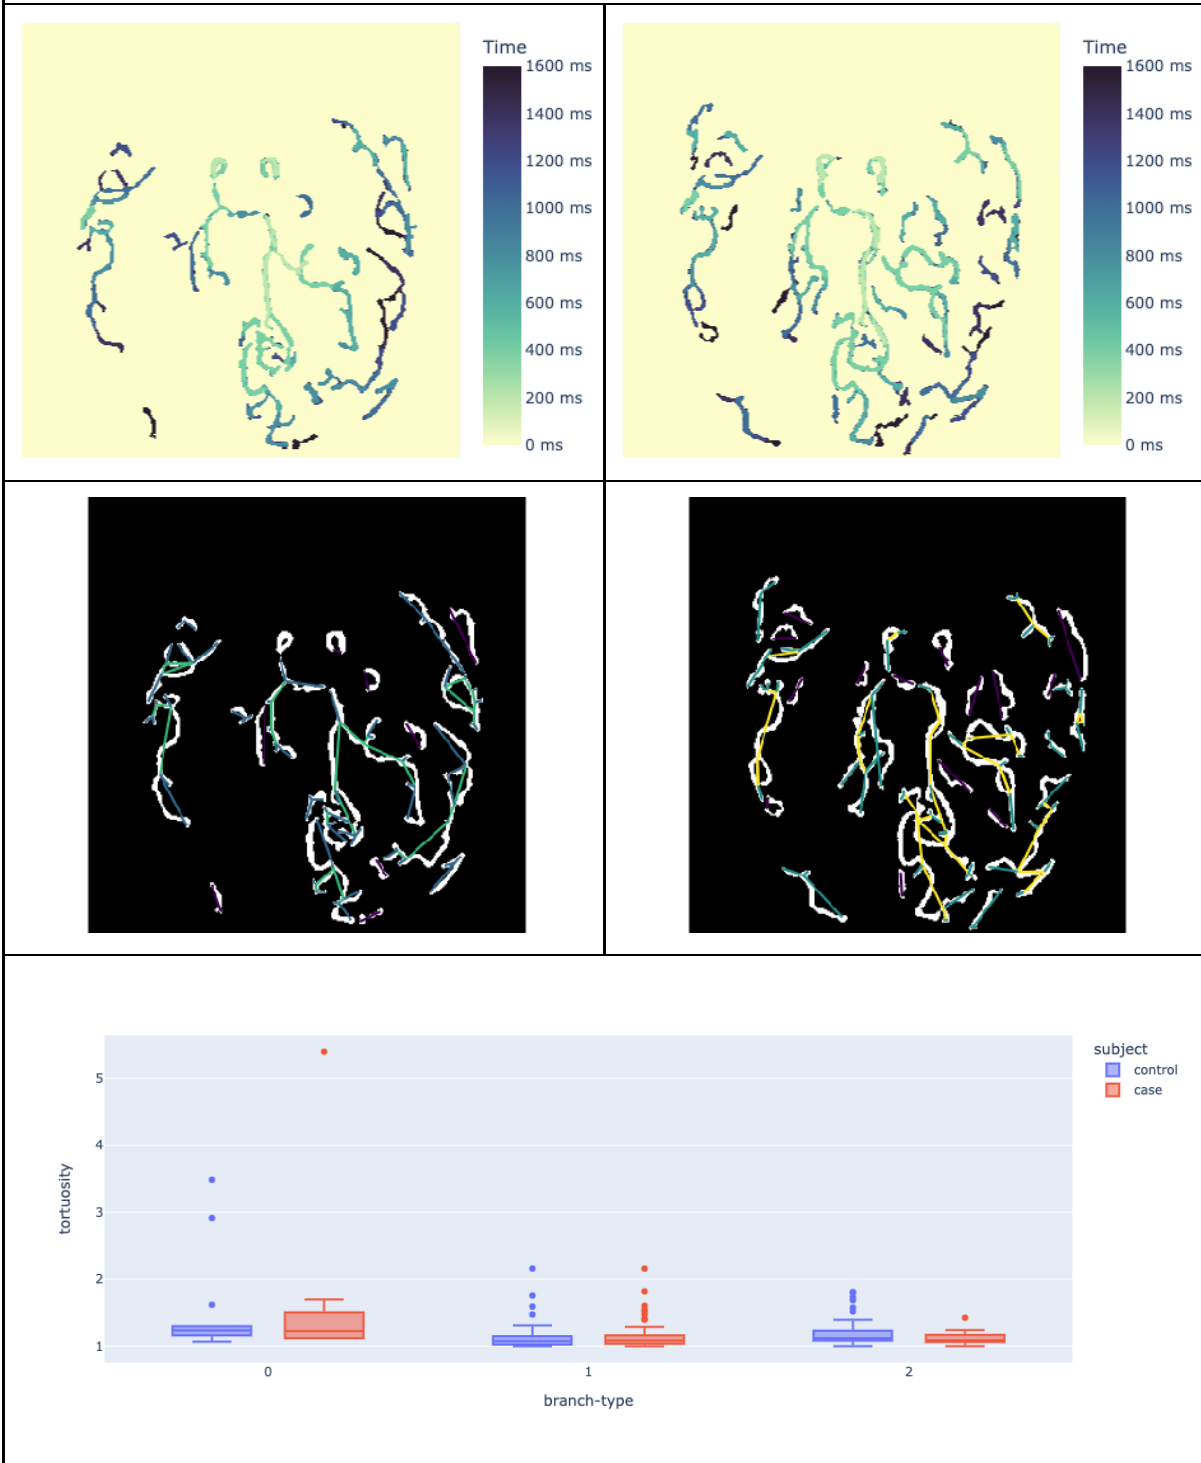 Time
1600 ms
1400 ms
1200 ms
1000 ms
800 ms
600 ms
400 ms
200 ms
0 ms
Time
1600 ms
1400 ms
1200 ms
1000 ms
800 ms
600 ms
400 ms
200 ms
0 ms
subject
control
case
tortuosity
5
4
3
2
1
0
1
2
branch-type